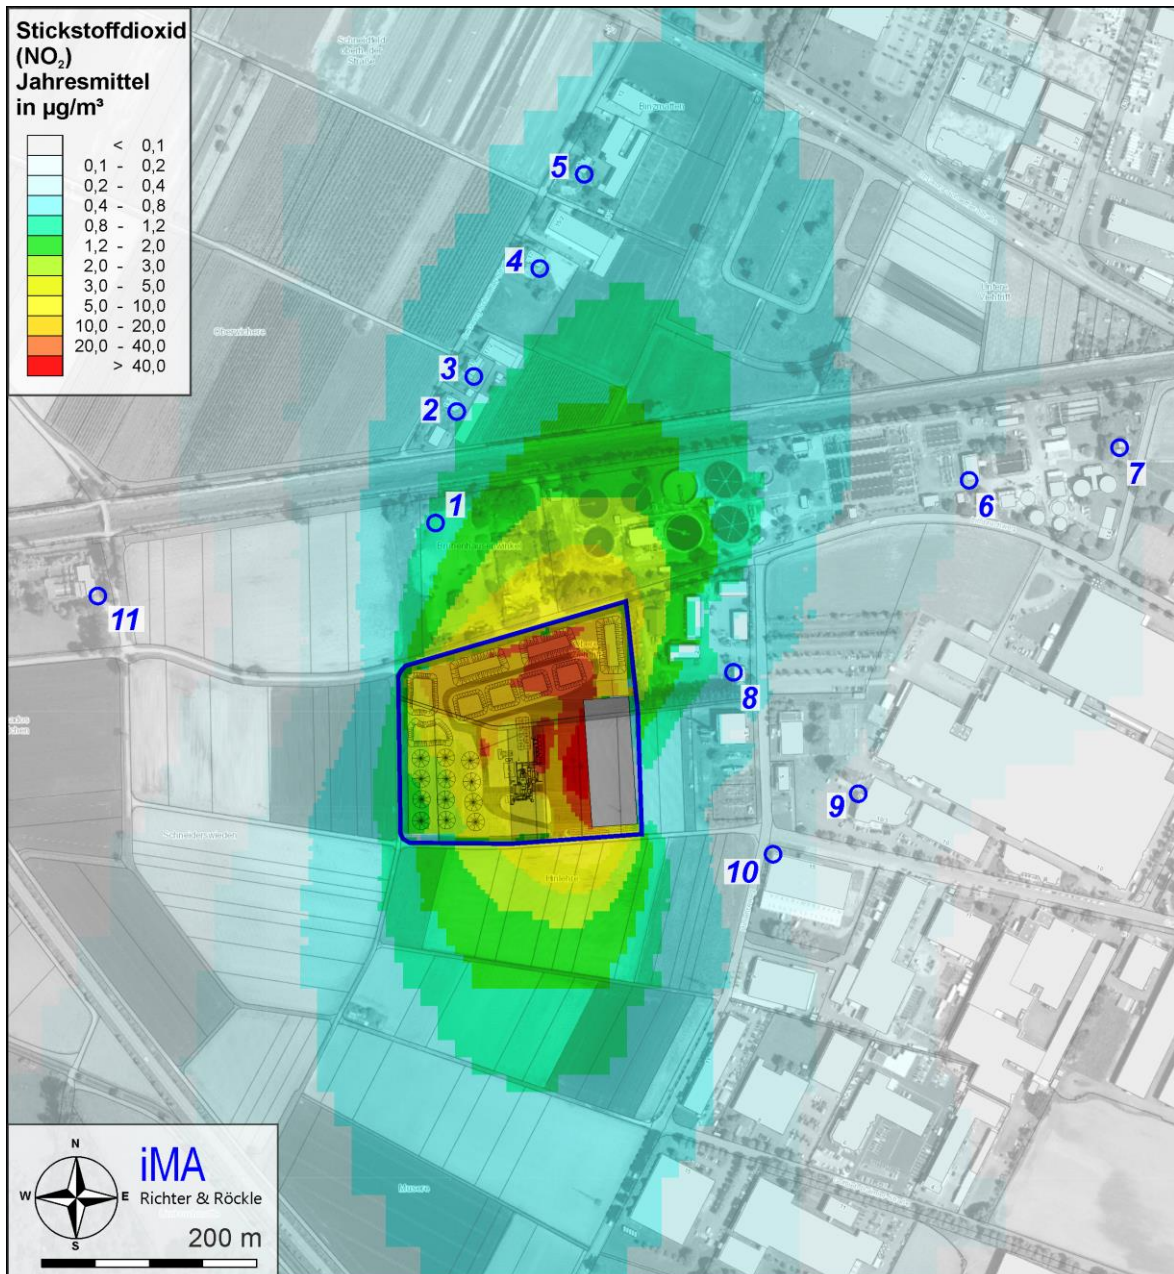 Stickstoffdioxid
(NO₂)
Jahresmittel
in µg/m³
< 0,1
0,1 - 0,2
0,2 - 0,4
0,4 - 0,8
0,8 - 1,2
1,2 - 2,0
2,0 - 3,0
3,0 - 5,0
5,0 - 10,0
10,0 - 20,0
20,0 - 40,0
> 40,0
5
4
3
2
1
6
7
8
9
10
11
Oberwichere
Schneiderswieden
Musere
N
W E
S
iMA
Richter & Röckle
200 m